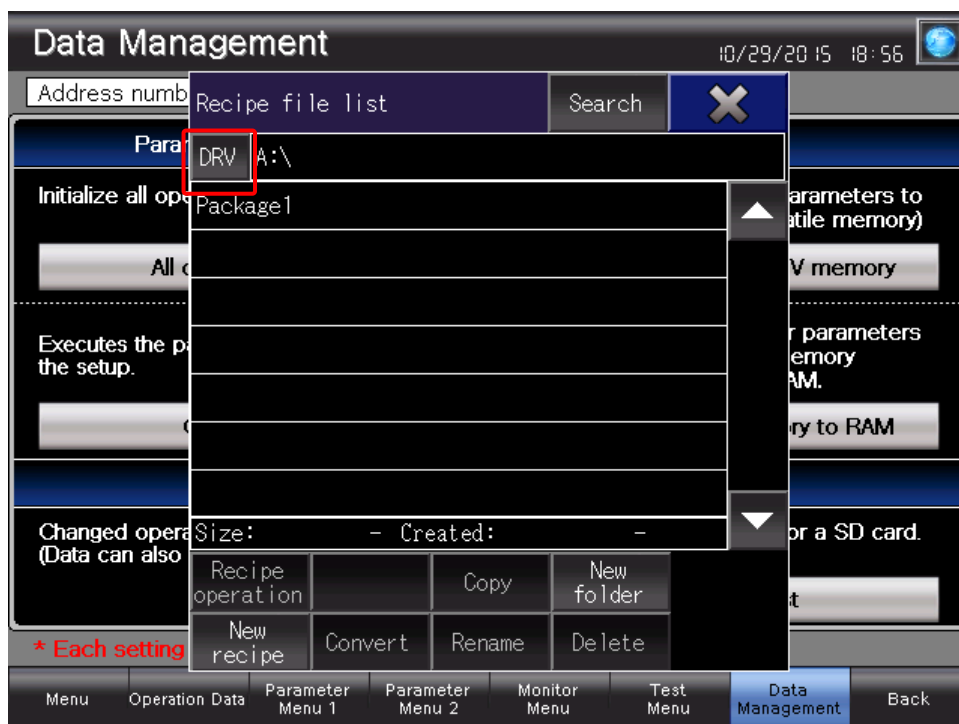 Data Management
10/29/2015 18:56
Address numb
Recipe file list
Search
Para
DRV
A:\
Initialize all ope
arameters to
atile memory)
Package1
All o
V memory
Executes the pa
the setup.
r parameters
emory
AM.
ry to RAM
Changed opera
(Data can also
or a SD card.
Size: - Created: -
Recipe operation
Copy
New folder
t
New recipe
Convert
Rename
Delete
* Each setting
Menu
Operation Data
Parameter Menu 1
Parameter Menu 2
Monitor Menu
Test Menu
Data Management
Back